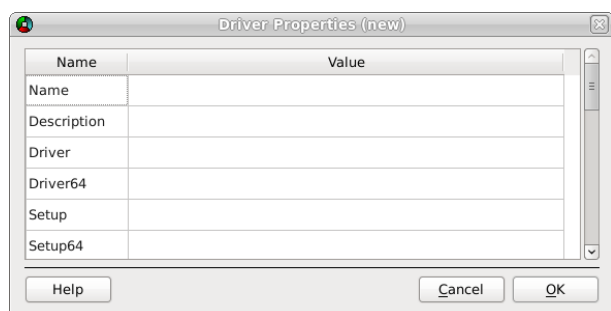 Driver Properties (new)
Name Value
Name
Description
Driver
Driver64
Setup
Setup64
Help Cancel OK